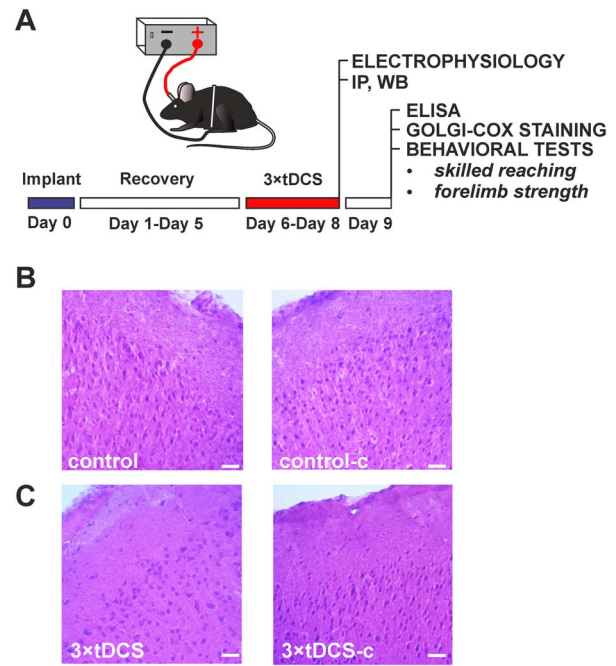 A
− +
ELECTROPHYSIOLOGY
IP, WB
ELISA
GOLGI-COX STAINING
BEHAVIORAL TESTS
• skilled reaching
• forelimb strength
Implant Recovery 3×tDCS
Day 0 Day 1-Day 5 Day 6-Day 8 Day 9
B
control control-c
C
3×tDCS 3×tDCS-c